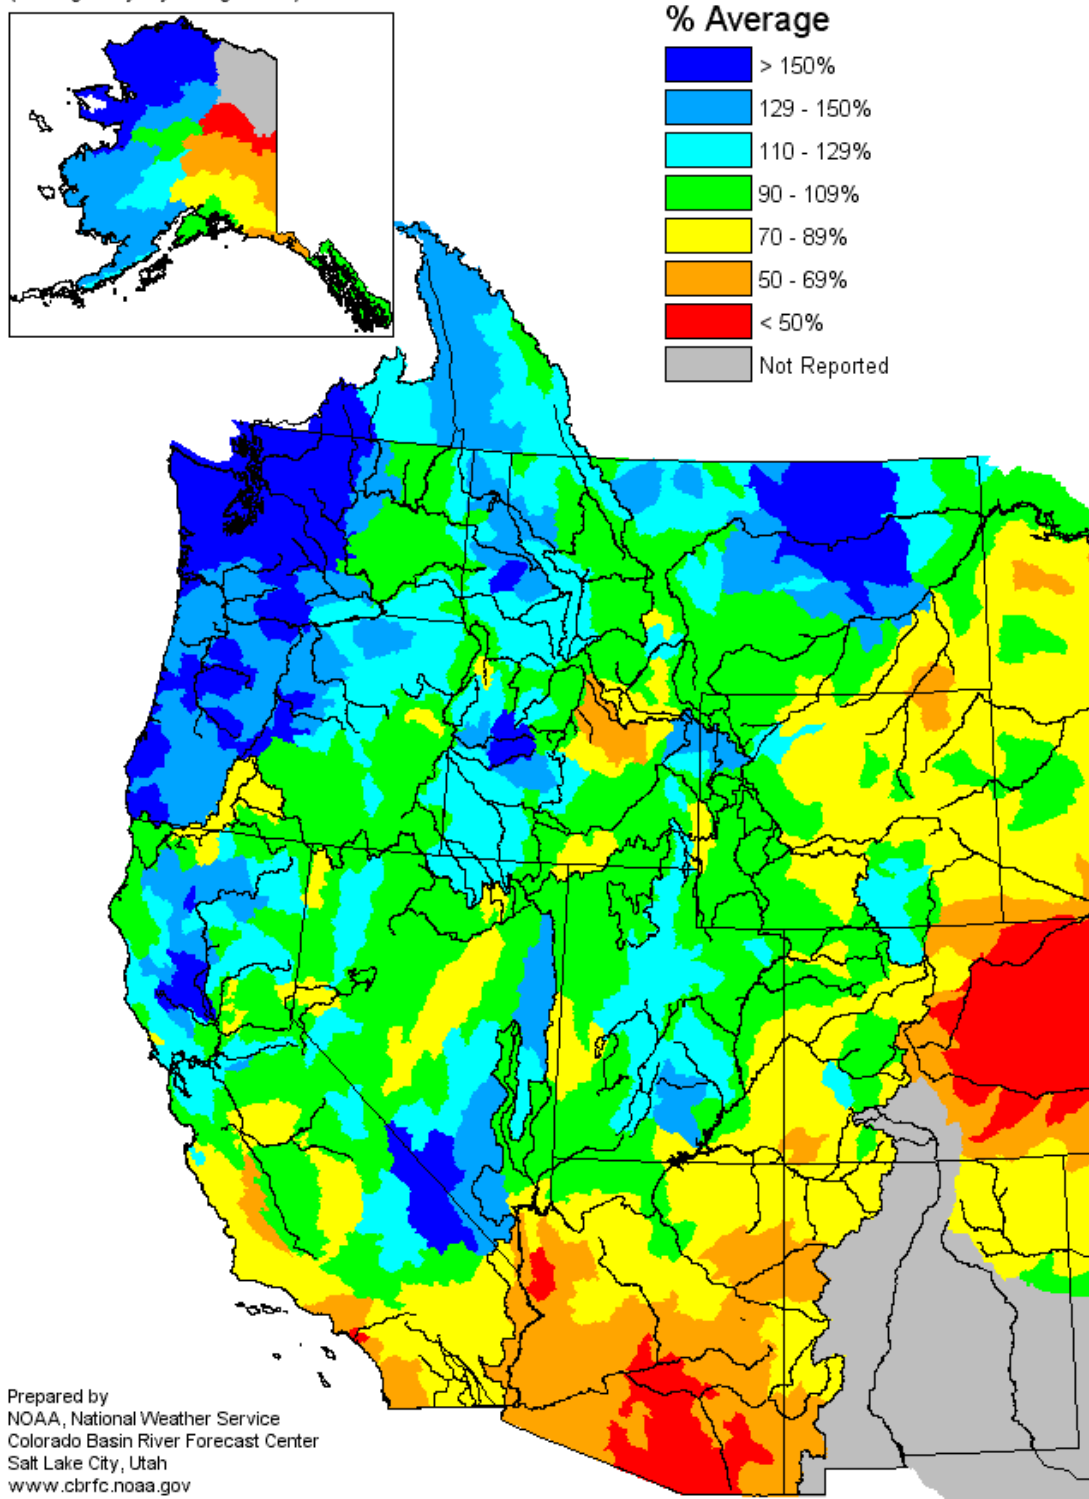 % Average
> 150%
129 - 150%
110 - 129%
90 - 109%
70 - 89%
50 - 69%
< 50%
Not Reported
Prepared by
NOAA, National Weather Service
Colorado Basin River Forecast Center
Salt Lake City, Utah
www.cbrfc.noaa.gov